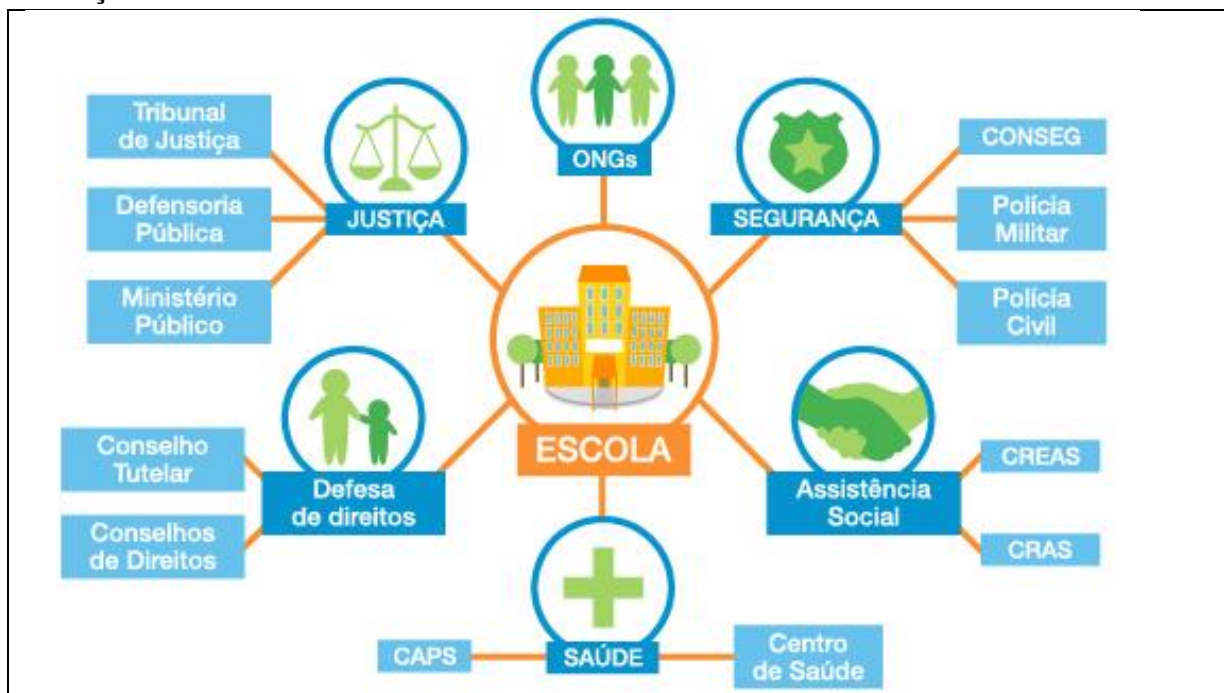 ONGs
Tribunal
de Justiça
Defensoria
Pública
Ministério
Público
JUSTIÇA
SEGURANÇA
CONSEG
Polícia
Militar
Polícia
Civil
ESCOLA
Conselho
Tutelar
Conselhos
de Direitos
Defesa
de direitos
Assistência
Social
CREAS
CRAS
CAPS
SAÚDE
Centro
de Saúde